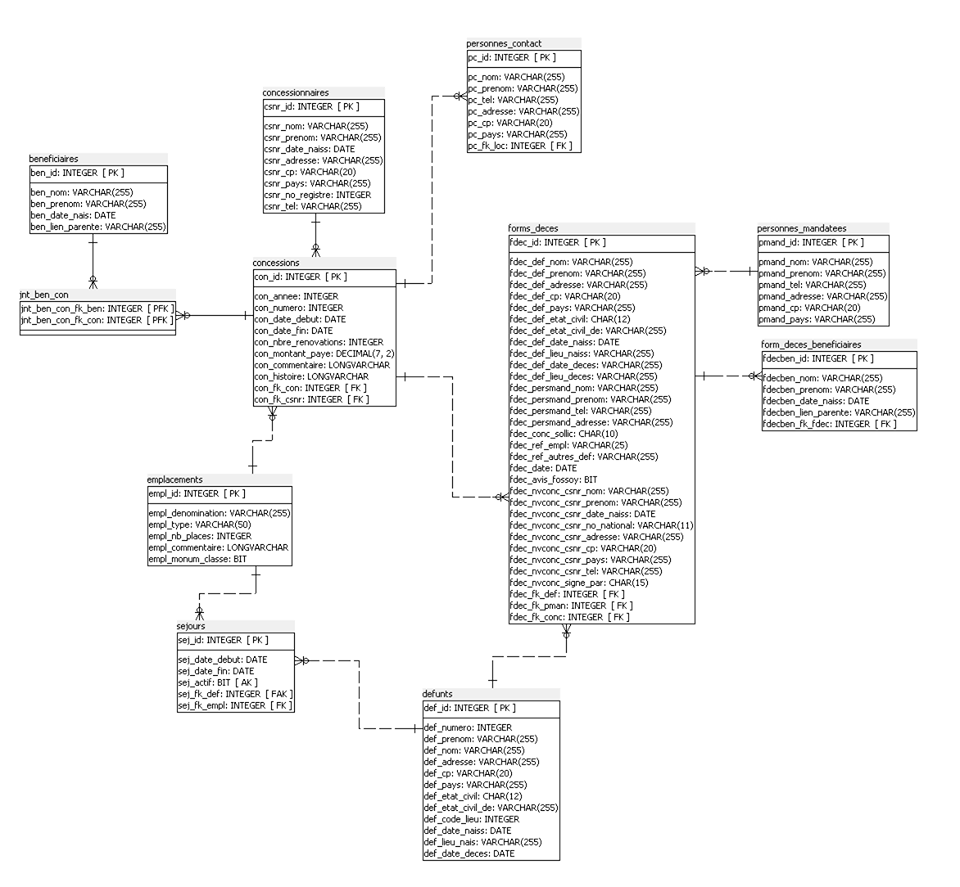 personnes_contact
pc_id: INTEGER [ PK ]
pc_nom: VARCHAR(255)
pc_prenom: VARCHAR(255)
pc_tel: VARCHAR(255)
pc_adresse: VARCHAR(255)
pc_cp: VARCHAR(20)
pc_pays: VARCHAR(255)
pc_fk_loc: INTEGER [ FK ]
concessionnaires
csnr_id: INTEGER [ PK ]
csnr_nom: VARCHAR(255)
csnr_prenom: VARCHAR(255)
csnr_date_naiss: DATE
csnr_adresse: VARCHAR(255)
csnr_cp: VARCHAR(20)
csnr_pays: VARCHAR(255)
csnr_no_registre: INTEGER
csnr_tel: VARCHAR(255)
beneficiaires
ben_id: INTEGER [ PK ]
ben_nom: VARCHAR(255)
ben_prenom: VARCHAR(255)
ben_date_nais: DATE
ben_lien_parente: VARCHAR(255)
jnt_ben_con
jnt_ben_con_fk_ben: INTEGER [ PFK ]
jnt_ben_con_fk_con: INTEGER [ PFK ]
concessions
con_id: INTEGER [ PK ]
con_annee: INTEGER
con_numero: INTEGER
con_date_debut: DATE
con_date_fin: DATE
con_nbre_renovations: INTEGER
con_montant_paye: DECIMAL(7, 2)
con_commentaire: LONGVARCHAR
con_histoire: LONGVARCHAR
con_fk_con: INTEGER [ FK ]
con_fk_csnr: INTEGER [ FK ]
forms_deces
fdec_id: INTEGER [ PK ]
fdec_def_nom: VARCHAR(255)
fdec_def_prenom: VARCHAR(255)
fdec_def_adresse: VARCHAR(255)
fdec_def_cp: VARCHAR(20)
fdec_def_pays: VARCHAR(255)
fdec_def_etat_civil: CHAR(12)
fdec_def_etat_civil_de: VARCHAR(255)
fdec_def_date_naiss: DATE
fdec_def_lieu_naiss: VARCHAR(255)
fdec_def_date_deces: VARCHAR(255)
fdec_def_lieu_deces: VARCHAR(255)
fdec_persmand_nom: VARCHAR(255)
fdec_persmand_prenom: VARCHAR(255)
fdec_persmand_tel: VARCHAR(255)
fdec_persmand_adresse: VARCHAR(255)
fdec_conc_sollic: CHAR(10)
fdec_ref_empl: VARCHAR(25)
fdec_ref_autres_def: VARCHAR(255)
fdec_date: DATE
fdec_avis_fossoy: BIT
fdec_nvconc_csnr_nom: VARCHAR(255)
fdec_nvconc_csnr_prenom: VARCHAR(255)
fdec_nvconc_csnr_date_naiss: DATE
fdec_nvconc_csnr_no_national: VARCHAR(11)
fdec_nvconc_csnr_adresse: VARCHAR(255)
fdec_nvconc_csnr_cp: VARCHAR(20)
fdec_nvconc_csnr_pays: VARCHAR(255)
fdec_nvconc_csnr_tel: VARCHAR(255)
fdec_nvconc_signe_par: CHAR(15)
fdec_fk_def: INTEGER [ FK ]
fdec_fk_pman: INTEGER [ FK ]
fdec_fk_conc: INTEGER [ FK ]
personnes_mandatees
pmand_id: INTEGER [ PK ]
pmand_nom: VARCHAR(255)
pmand_prenom: VARCHAR(255)
pmand_tel: VARCHAR(255)
pmand_adresse: VARCHAR(255)
pmand_cp: VARCHAR(20)
pmand_pays: VARCHAR(255)
form_deces_beneficiaires
fdecben_id: INTEGER [ PK ]
fdecben_nom: VARCHAR(255)
fdecben_prenom: VARCHAR(255)
fdecben_date_naiss: DATE
fdecben_lien_parente: VARCHAR(255)
fdecben_fk_fdec: INTEGER [ FK ]
emplacements
empl_id: INTEGER [ PK ]
empl_denomination: VARCHAR(255)
empl_type: VARCHAR(50)
empl_nb_places: INTEGER
empl_commentaire: LONGVARCHAR
empl_monum_classe: BIT
sejours
sej_id: INTEGER [ PK ]
sej_date_debut: DATE
sej_date_fin: DATE
sej_actif: BIT [ AK ]
sej_fk_def: INTEGER [ FAK ]
sej_fk_empl: INTEGER [ FK ]
defunts
def_id: INTEGER [ PK ]
def_numero: INTEGER
def_prenom: VARCHAR(255)
def_nom: VARCHAR(255)
def_adresse: VARCHAR(255)
def_cp: VARCHAR(20)
def_pays: VARCHAR(255)
def_etat_civil: CHAR(12)
def_etat_civil_de: VARCHAR(255)
def_code_lieu: INTEGER
def_date_naiss: DATE
def_lieu_nais: VARCHAR(255)
def_date_deces: DATE